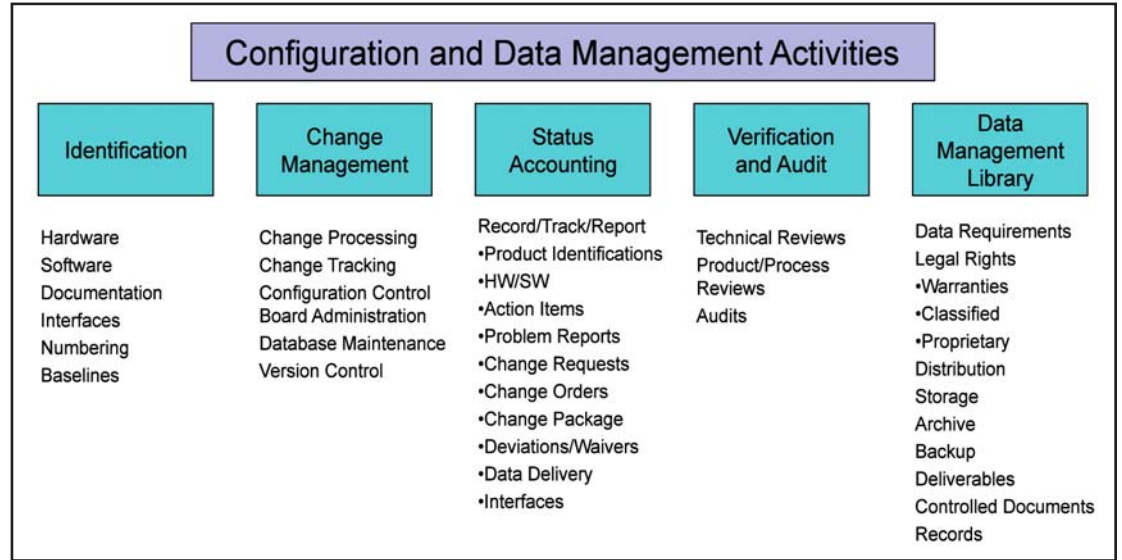 Configuration and Data Management Activities
Identification
Hardware
Software
Documentation
Interfaces
Numbering
Baselines
Change
Management
Change Processing
Change Tracking
Configuration Control
Board Administration
Database Maintenance
Version Control
Status
Accounting
Record/Track/Report
•Product Identifications
•HW/SW
•Action Items
•Problem Reports
•Change Requests
•Change Orders
•Change Package
•Deviations/Waivers
•Data Delivery
•Interfaces
Verification
and Audit
Technical Reviews
Product/Process
Reviews
Audits
Data
Management
Library
Data Requirements
Legal Rights
•Warranties
•Classified
•Proprietary
Distribution
Storage
Archive
Backup
Deliverables
Controlled Documents
Records